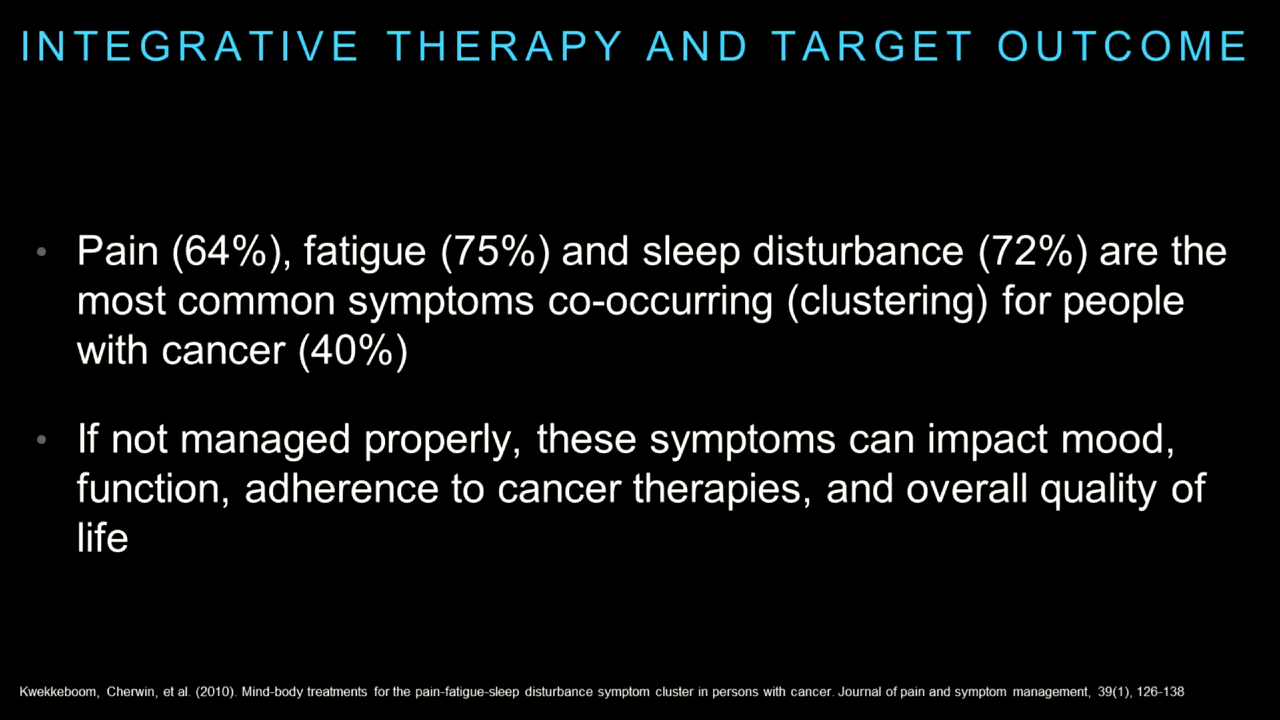 INTEGRATIVE THERAPY AND TARGET OUTCOME
• Pain (64%), fatigue (75%) and sleep disturbance (72%) are the
most common symptoms co-occurring (clustering) for people
with cancer (40%)
• If not managed properly, these symptoms can impact mood,
function, adherence to cancer therapies, and overall quality of
life
Kwekkeboom, Cherwin, et al. (2010). Mind-body treatments for the pain-fatigue-sleep disturbance symptom cluster in persons with cancer. Journal of pain and symptom management, 39(1), 126-138